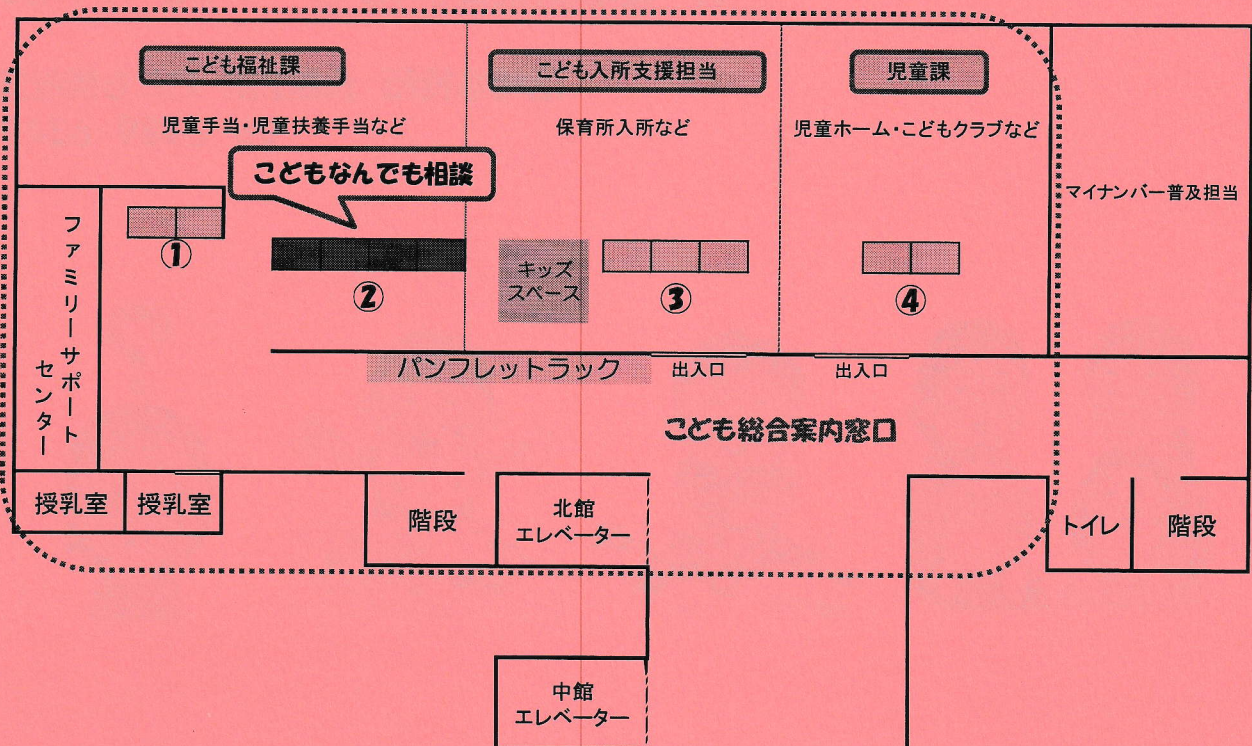 こども福祉課
こども入所支援担当
児童課
児童手当・児童扶養手当など
保育所入所など
児童ホーム・こどもクラブなど
こどもなんでも相談
マイナンバー普及担当
ファミリーサポート
センター
①
②
キッズ
スペース
③
④
パンフレットラック
出入口
出入口
こども総合案内窓口
授乳室
授乳室
階段
北館
エレベーター
トイレ
階段
中館
エレベーター